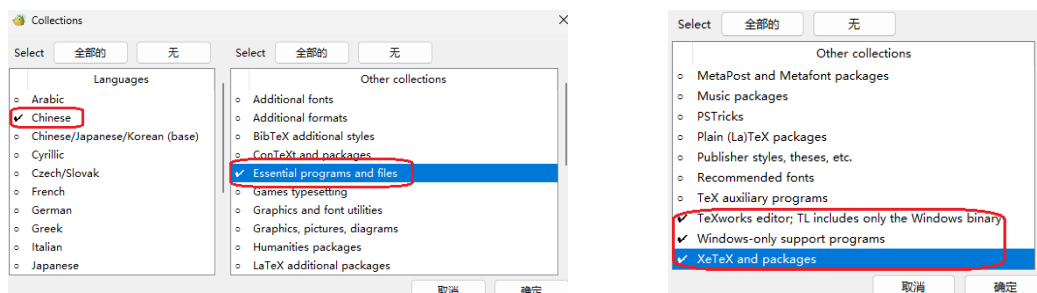 Collections
Select 全部的 无
Languages
Arabic
Chinese
Chinese/Japanese/Korean (base)
Cyrillic
Czech/Slovak
French
German
Greek
Italian
Japanese
Select 全部的 无
Other collections
Additional fonts
Additional formats
BibTeX additional styles
ConTeXt and packages
Essential programs and files
Games typesetting
Graphics and font utilities
Graphics, pictures, diagrams
Humanities packages
LaTeX additional packages
取消 确定
Select 全部的 无
Other collections
MetaPost and Metafont packages
Music packages
PSTricks
Plain (La)TeX packages
Publisher styles, theses, etc.
Recommended fonts
TeX auxiliary programs
TeXworks editor; TL includes only the Windows binary
Windows-only support programs
XeTeX and packages
取消 确定